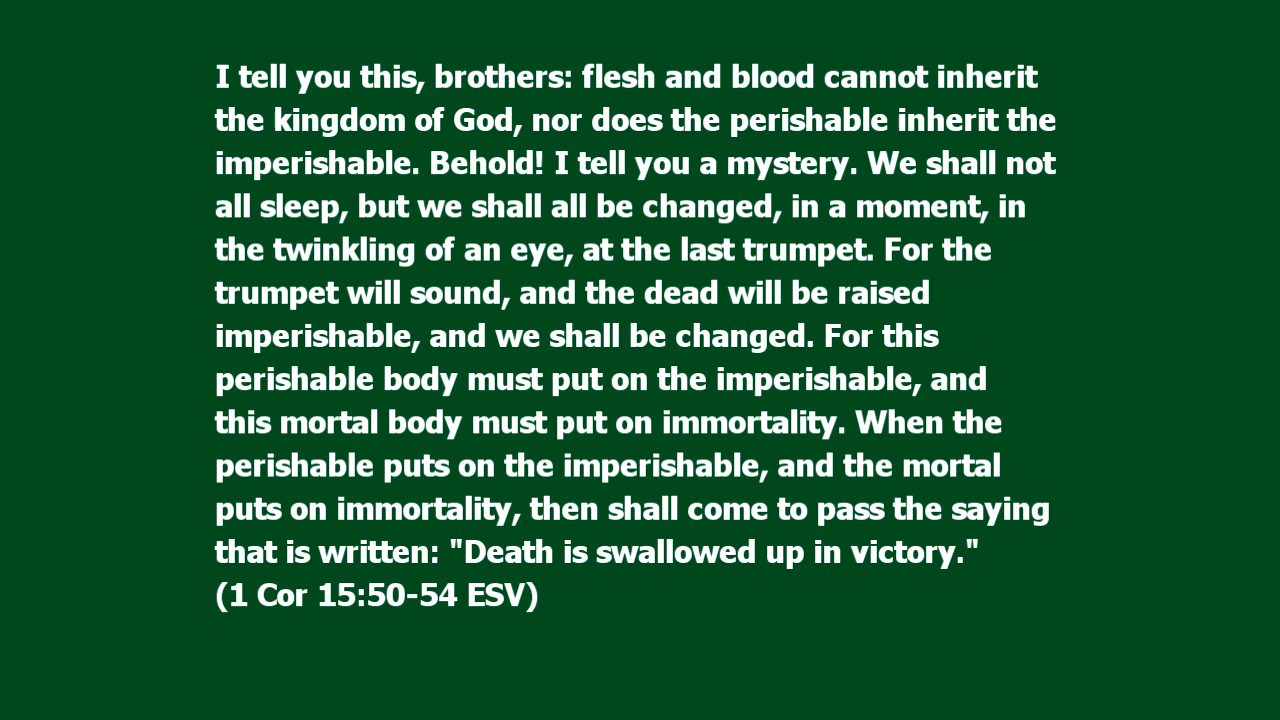 I tell you this, brothers: flesh and blood cannot inherit
the kingdom of God, nor does the perishable inherit the
imperishable. Behold! I tell you a mystery. We shall not
all sleep, but we shall all be changed, in a moment, in
the twinkling of an eye, at the last trumpet. For the
trumpet will sound, and the dead will be raised
imperishable, and we shall be changed. For this
perishable body must put on the imperishable, and
this mortal body must put on immortality. When the
perishable puts on the imperishable, and the mortal
puts on immortality, then shall come to pass the saying
that is written: "Death is swallowed up in victory."
(1 Cor 15:50-54 ESV)